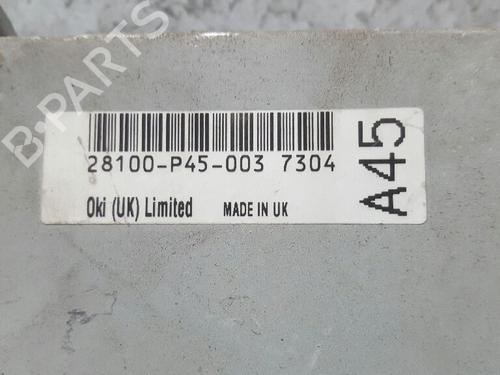 B-PARTS
28100-P45-003 7304
Oki (UK) Limited MADE IN UK
A45